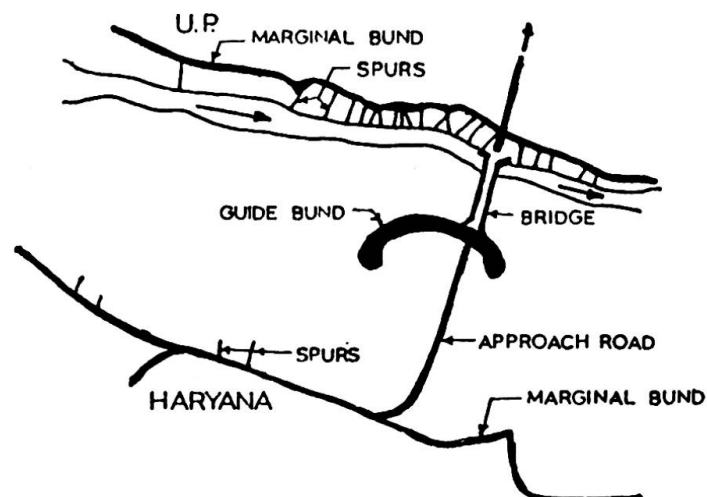 U.P.
MARGINAL BUND
SPURS
GUIDE BUND
BRIDGE
SPURS
APPROACH ROAD
HARYANA
MARGINAL BUND